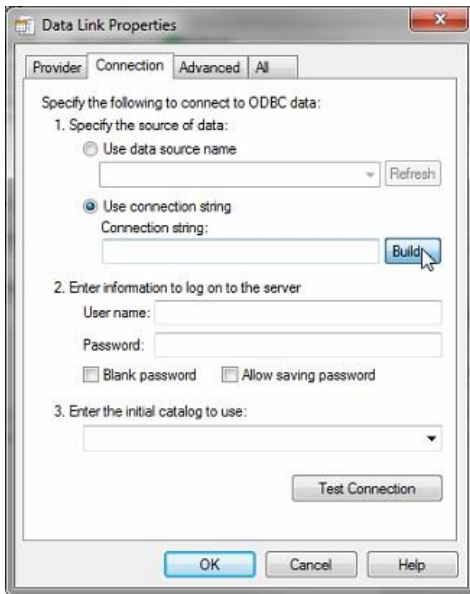 Data Link Properties
Provider Connection Advanced All
Specify the following to connect to ODBC data:
1. Specify the source of data:
Use data source name
Refresh
Use connection string
Connection string:
Build
2. Enter information to log on to the server
User name:
Password:
Blank password Allow saving password
3. Enter the initial catalog to use:
Test Connection
OK Cancel Help